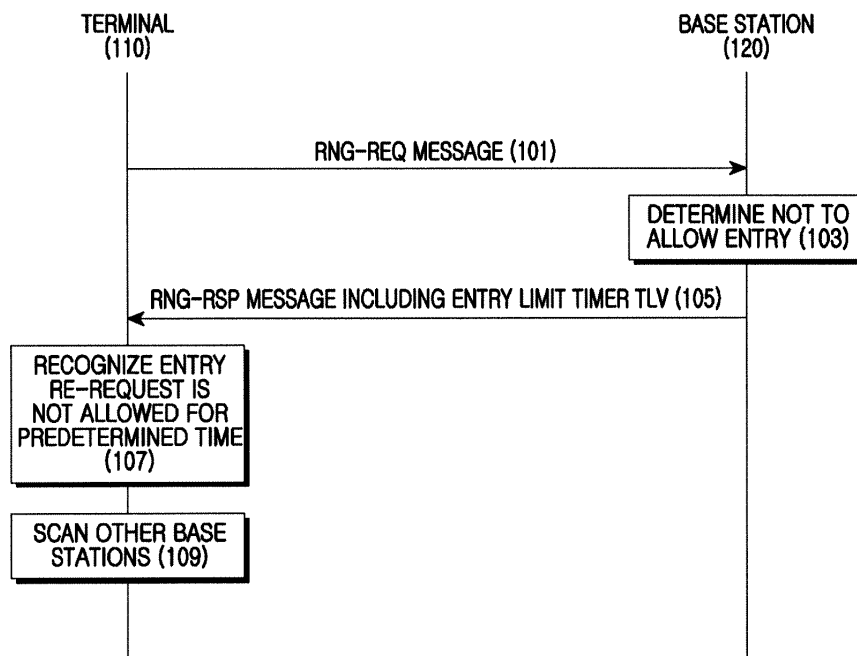 TERMINAL
(110)
BASE STATION
(120)
RNG-REQ MESSAGE (101)
DETERMINE NOT TO
ALLOW ENTRY (103)
RNG-RSP MESSAGE INCLUDING ENTRY LIMIT TIMER TLV (105)
RECOGNIZE ENTRY
RE-REQUEST IS
NOT ALLOWED FOR
PREDETERMINED TIME
(107)
SCAN OTHER BASE
STATIONS (109)